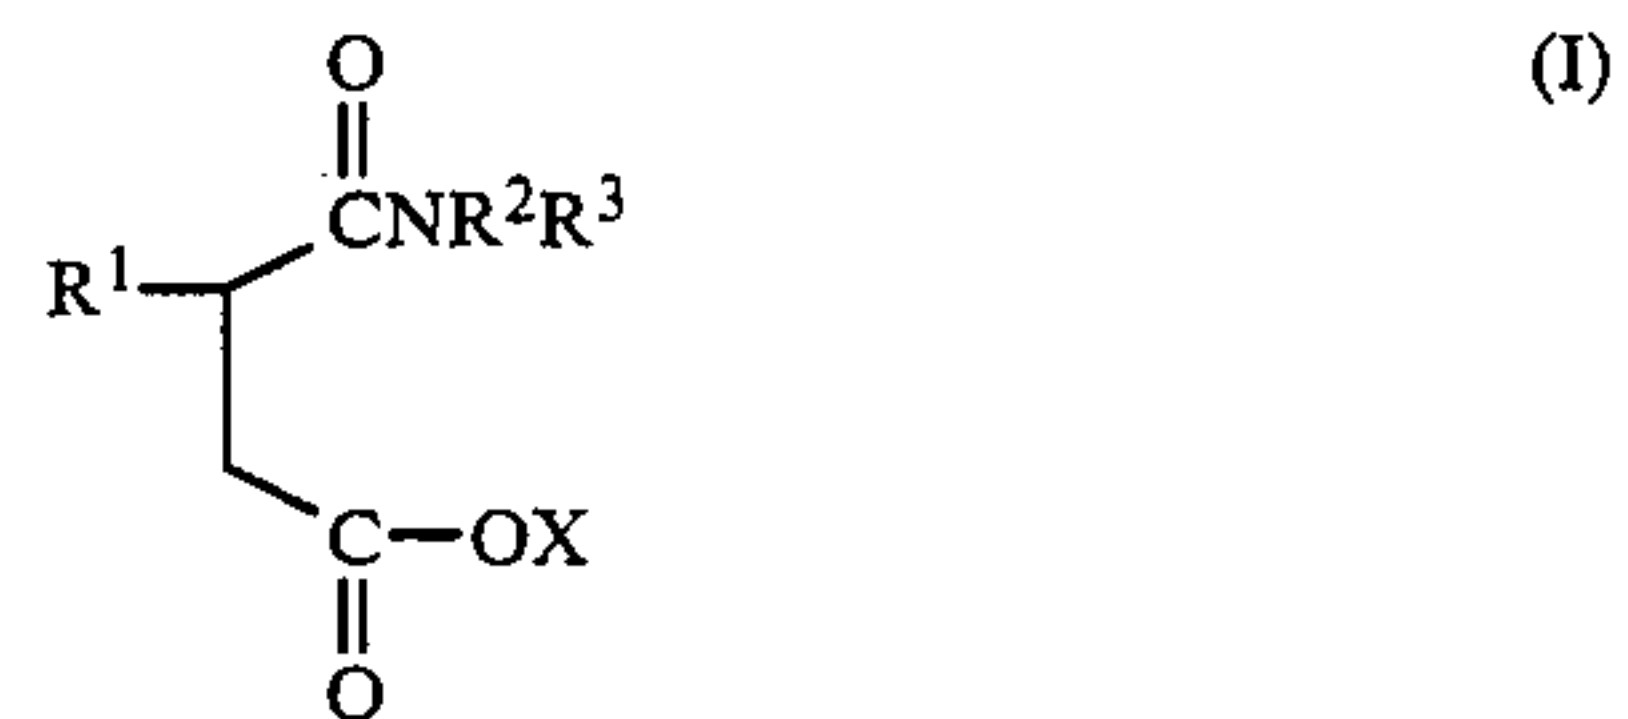 O (I)
CNR²R³
R¹
C—OX
O